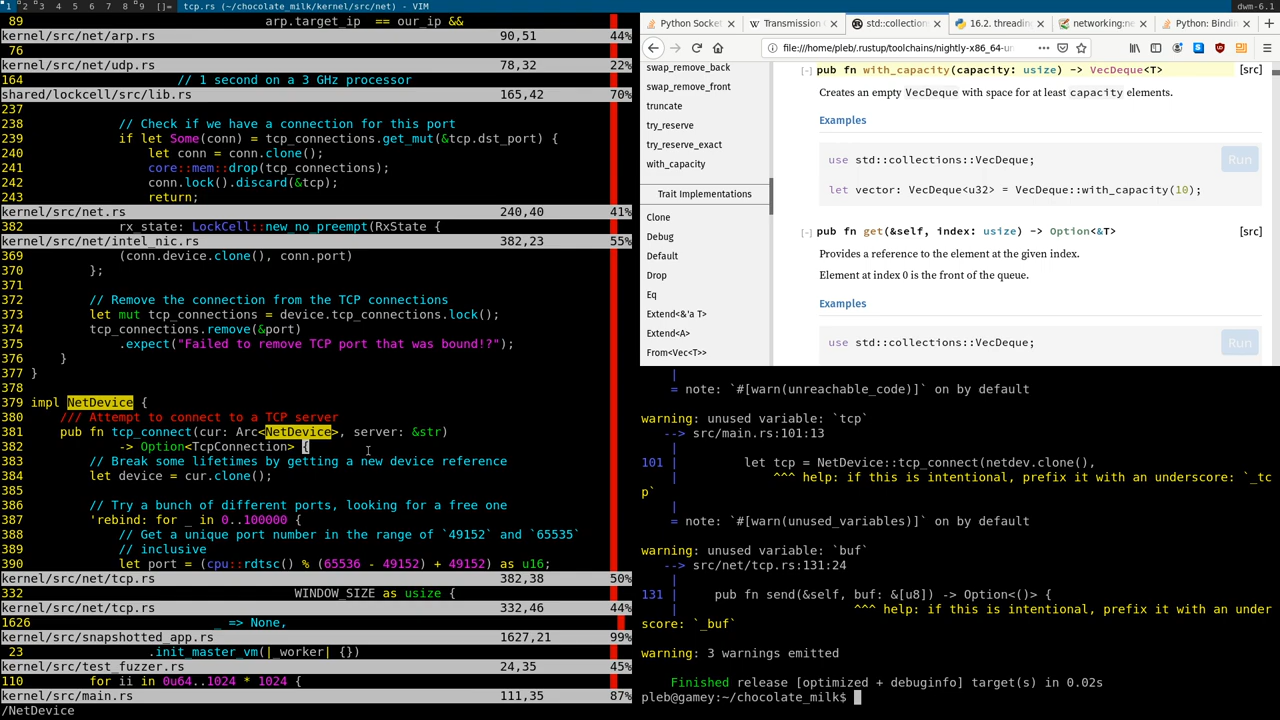 1 2 3 4 5 6 7 8 9 []= tcp.rs (~/chocolate_milk/kernel/src/net) - VIM dwm-6.1
89 arp.target_ip == our_ip &&
kernel/src/net/arp.rs 90,51 44%
76
kernel/src/net/udp.rs 78,32 22%
164 // 1 second on a 3 GHz processor
shared/lockcell/src/lib.rs 165,42 70%
237
238 // Check if we have a connection for this port
239 if let Some(conn) = tcp_connections.get_mut(&tcp.dst_port) {
240 let conn = conn.clone();
241 core::mem::drop(tcp_connections);
242 conn.lock().discard(&tcp);
243 return;
kernel/src/net.rs 240,40 41%
382 rx_state: LockCell::new_no_preempt(RxState {
kernel/src/net/intel_nic.rs 382,23 55%
369 (conn.device.clone(), conn.port)
370 };
371
372 // Remove the connection from the TCP connections
373 let mut tcp_connections = device.tcp_connections.lock();
374 tcp_connections.remove(&port)
375 .expect("Failed to remove TCP port that was bound!?");
376 }
377 }
378
379 impl NetDevice {
380 /// Attempt to connect to a TCP server
381 pub fn tcp_connect(cur: Arc<NetDevice>, server: &str)
382 -> Option<TcpConnection> {
383 // Break some lifetimes by getting a new device reference
384 let device = cur.clone();
385
386 // Try a bunch of different ports, looking for a free one
387 'rebind: for _ in 0..100000 {
388 // Get a unique port number in the range of `49152` and `65535`
389 // inclusive
390 let port = (cpu::rdtsc() % (65536 - 49152) + 49152) as u16;
kernel/src/net/tcp.rs 382,38 50%
332 WINDOW_SIZE as usize {
kernel/src/net/tcp.rs 332,46 44%
1626 _ => None,
kernel/src/snapshotted_app.rs 1627,21 99%
23 .init_master_vm(|_worker| {})
kernel/src/test_fuzzer.rs 24,35 45%
110 for ii in 0u64..1024 * 1024 {
kernel/src/main.rs 111,35 87%
/NetDevice
Python Socket Transmission C std::collection 16.2. threading networking:ne Python: Bindin
file:///home/pleb/.rustup/toolchains/nightly-x86_64-un
swap_remove_back
swap_remove_front
truncate
try_reserve
try_reserve_exact
with_capacity
Trait Implementations
Clone
Debug
Default
Drop
Eq
Extend<&'a T>
Extend<A>
From<Vec<T>>
[-] pub fn with_capacity(capacity: usize) -> VecDeque<T> [src]
Creates an empty VecDeque with space for at least capacity elements.
Examples
use std::collections::VecDeque; Run
let vector: VecDeque<u32> = VecDeque::with_capacity(10);
[-] pub fn get(&self, index: usize) -> Option<&T> [src]
Provides a reference to the element at the given index.
Element at index 0 is the front of the queue.
Examples
use std::collections::VecDeque; Run
|
= note: `#[warn(unreachable_code)]` on by default
warning: unused variable: `tcp`
--> src/main.rs:101:13
|
101 | let tcp = NetDevice::tcp_connect(netdev.clone(),
| ^^^ help: if this is intentional, prefix it with an underscore: `_tc
p`
|
= note: `#[warn(unused_variables)]` on by default
warning: unused variable: `buf`
--> src/net/tcp.rs:131:24
|
131 | pub fn send(&self, buf: &[u8]) -> Option<()> {
| ^^^ help: if this is intentional, prefix it with an under
score: `_buf`
warning: 3 warnings emitted
Finished release [optimized + debuginfo] target(s) in 0.02s
pleb@gamey:~/chocolate_milk$